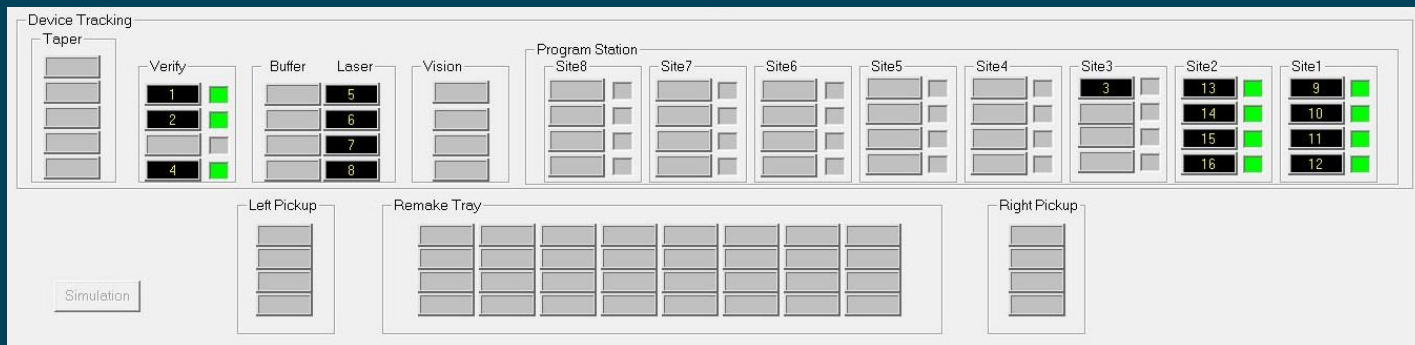 Device Tracking
Taper
Program Station
Verify
Buffer
Laser
Vision
Site8
Site7
Site6
Site5
Site4
Site3
Site2
Site1
1
5
3
13
9
2
6
14
10
7
15
11
4
8
16
12
Left Pickup
Remake Tray
Right Pickup
Simulation